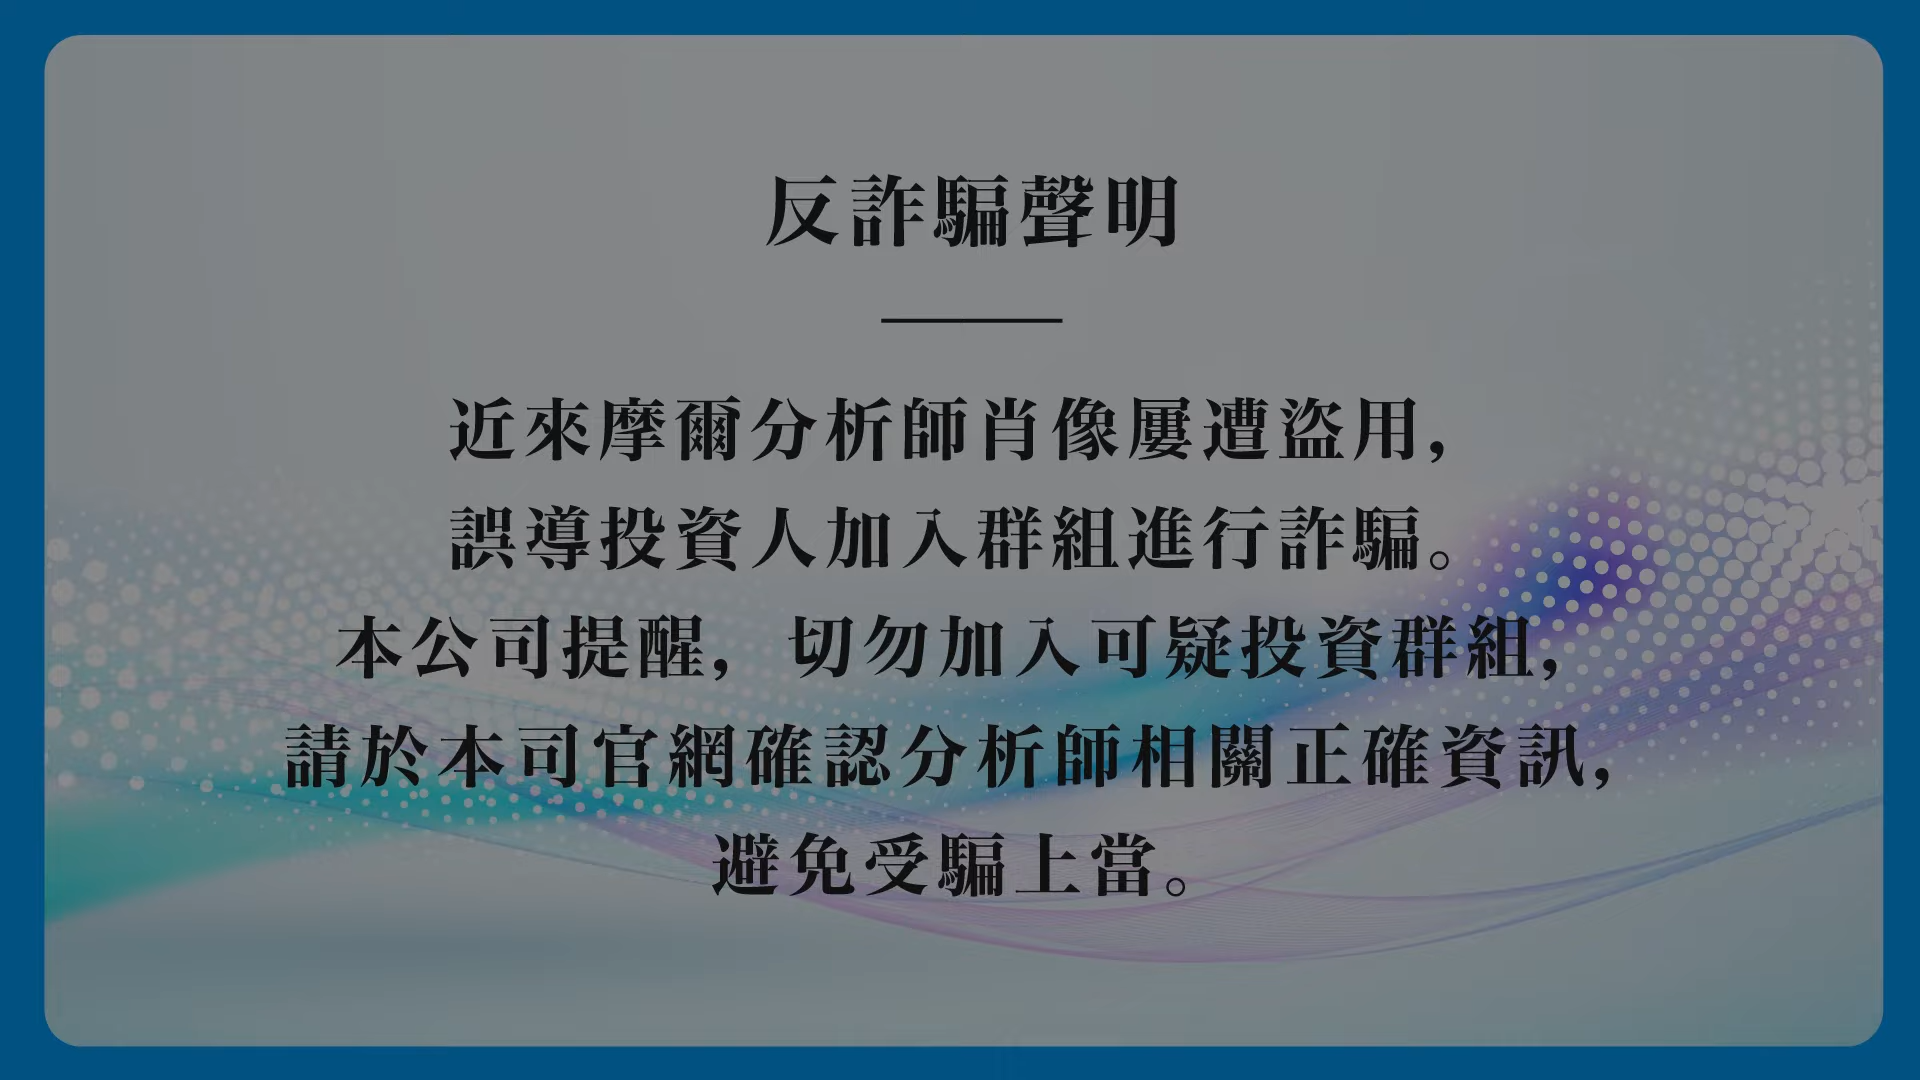 反詐騙聲明
近來摩爾分析師肖像屢遭盜用，
誤導投資人加入群組進行詐騙。
本公司提醒，切勿加入可疑投資群組，
請於本司官網確認分析師相關正確資訊，
避免受騙上當。